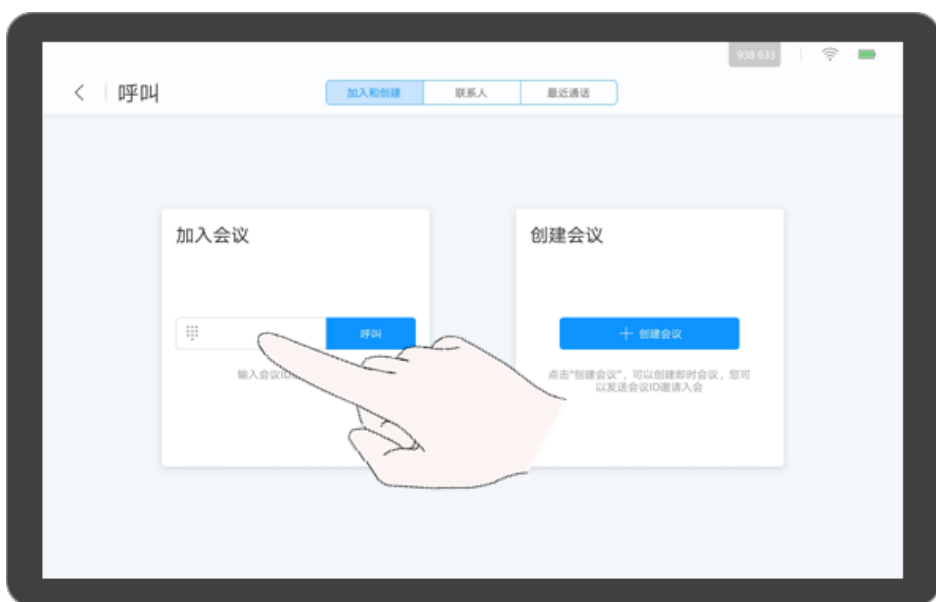 938 633
呼叫
加入和创建
联系人
最近通话
加入会议
创建会议
呼叫
创建会议
输入会议ID
点击“创建会议”，可以创建即时会议，您可
以发送会议ID邀请入会